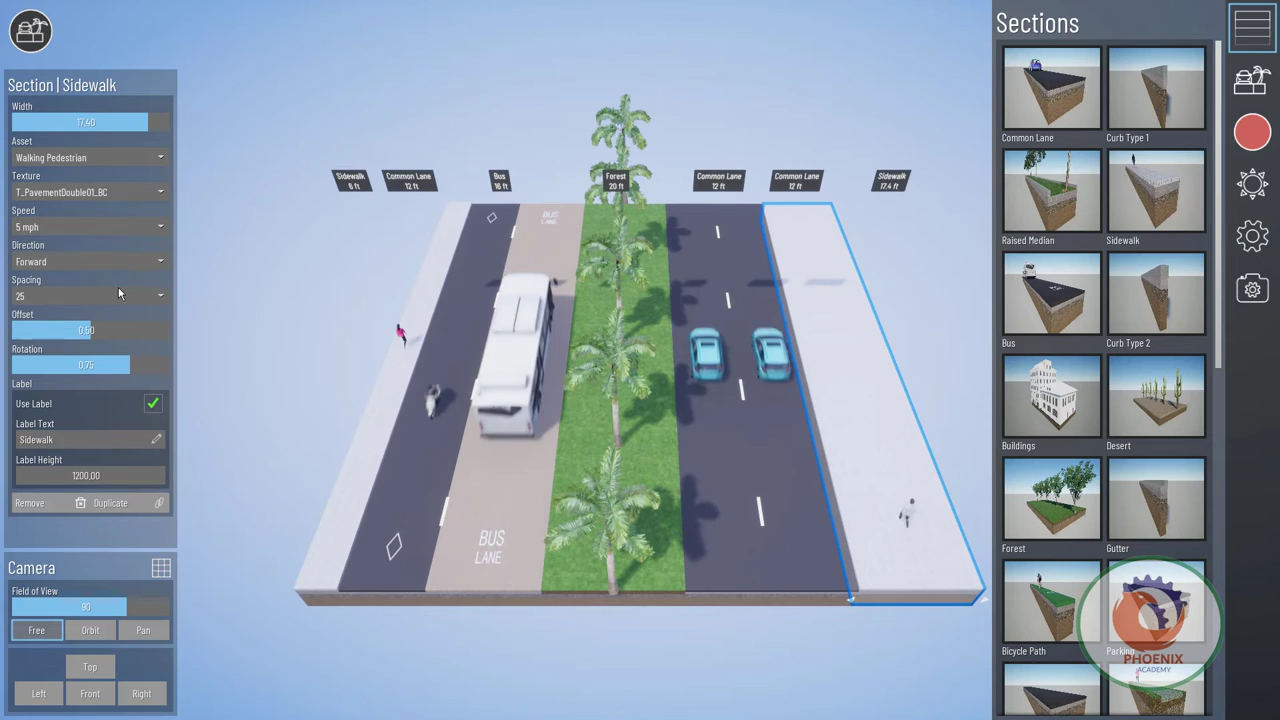 Section | Sidewalk
Width
17,40
Asset
Walking Pedestrian
Texture
T_PavementDouble01_BC
Speed
5 mph
Direction
Forward
Spacing
25
Offset
0,50
Rotation
0,75
Label
Use Label
Label Text
Sidewalk
Label Height
1200,00
Remove
Duplicate
Camera
Field of View
90
Free
Orbit
Pan
Top
Left
Front
Right
Sidewalk
6 ft
Common Lane
12 ft
Bus
16 ft
Forest
20 ft
Common Lane
12 ft
Common Lane
12 ft
Sidewalk
17.4 ft
BUS
LANE
BUS
LANE
Sections
Common Lane
Curb Type 1
Raised Median
Sidewalk
Bus
Curb Type 2
Buildings
Desert
Forest
Gutter
Bicycle Path
Parking
PHOENIX
ACADEMY